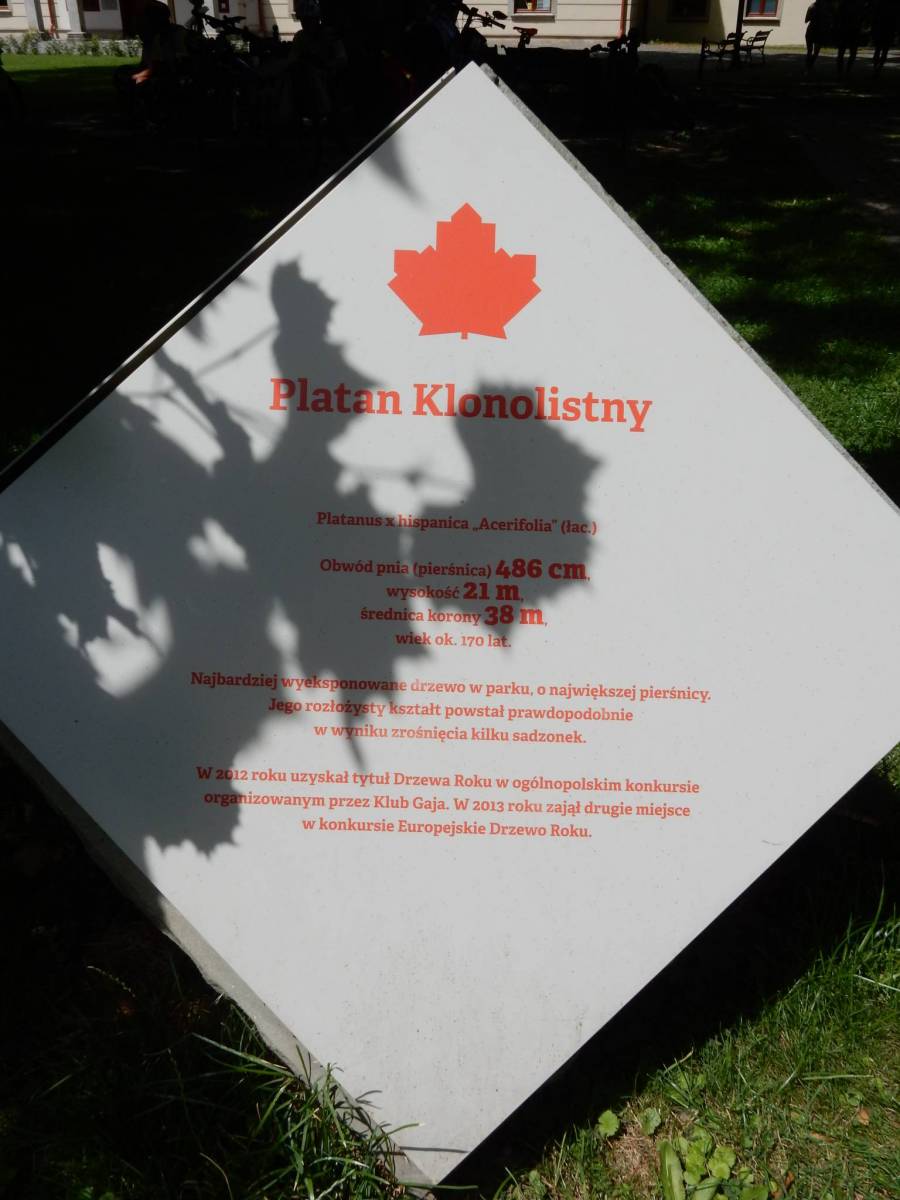 Platan Klonolistny
Platanus x hispanica „Acerifolia” (łac.)
Obwód pnia (pierśnica) 486 cm,
wysokość 21 m,
średnica korony 38 m,
wiek ok. 170 lat.
Najbardziej wyeksponowane drzewo w parku, o największej pierśnicy.
Jego rozłożysty kształt powstał prawdopodobnie
w wyniku zrośnięcia kilku sadzonek.
W 2012 roku uzyskał tytuł Drzewa Roku w ogólnopolskim konkursie
organizowanym przez Klub Gaja. W 2013 roku zajął drugie miejsce
w konkursie Europejskie Drzewo Roku.